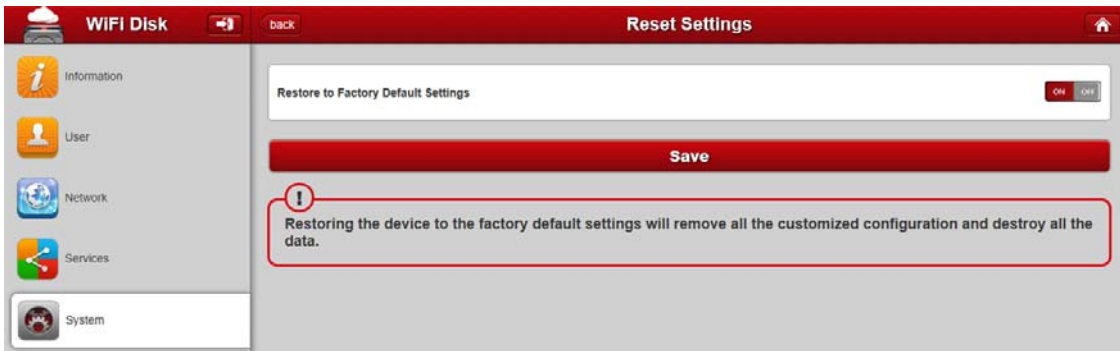 WiFi Disk
back
Reset Settings
Information
User
Network
Services
System
Restore to Factory Default Settings
ON OFF
Save
!
Restoring the device to the factory default settings will remove all the customized configuration and destroy all the
data.